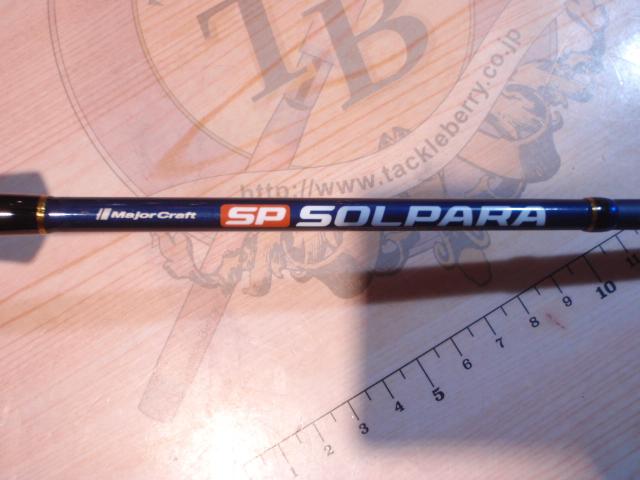 TB
http://www.tackleberry.co.jp
MajorCraft SP SOLPARA
1 2 3 4 5 6 7 8 9 10 11